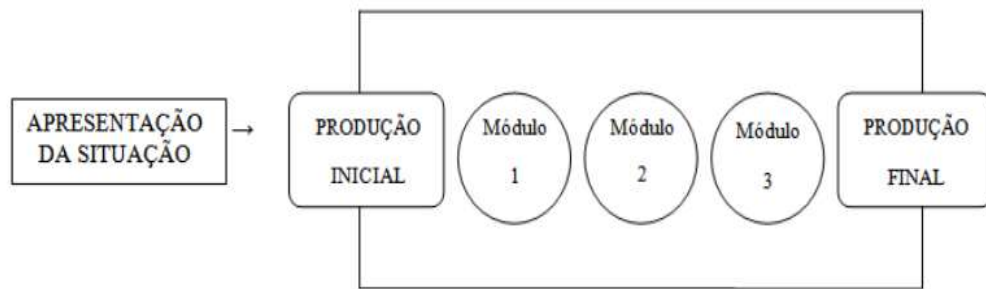 APRESENTAÇÃO
DA SITUAÇÃO
→
PRODUÇÃO
INICIAL
Módulo
1
Módulo
2
Módulo
3
PRODUÇÃO
FINAL